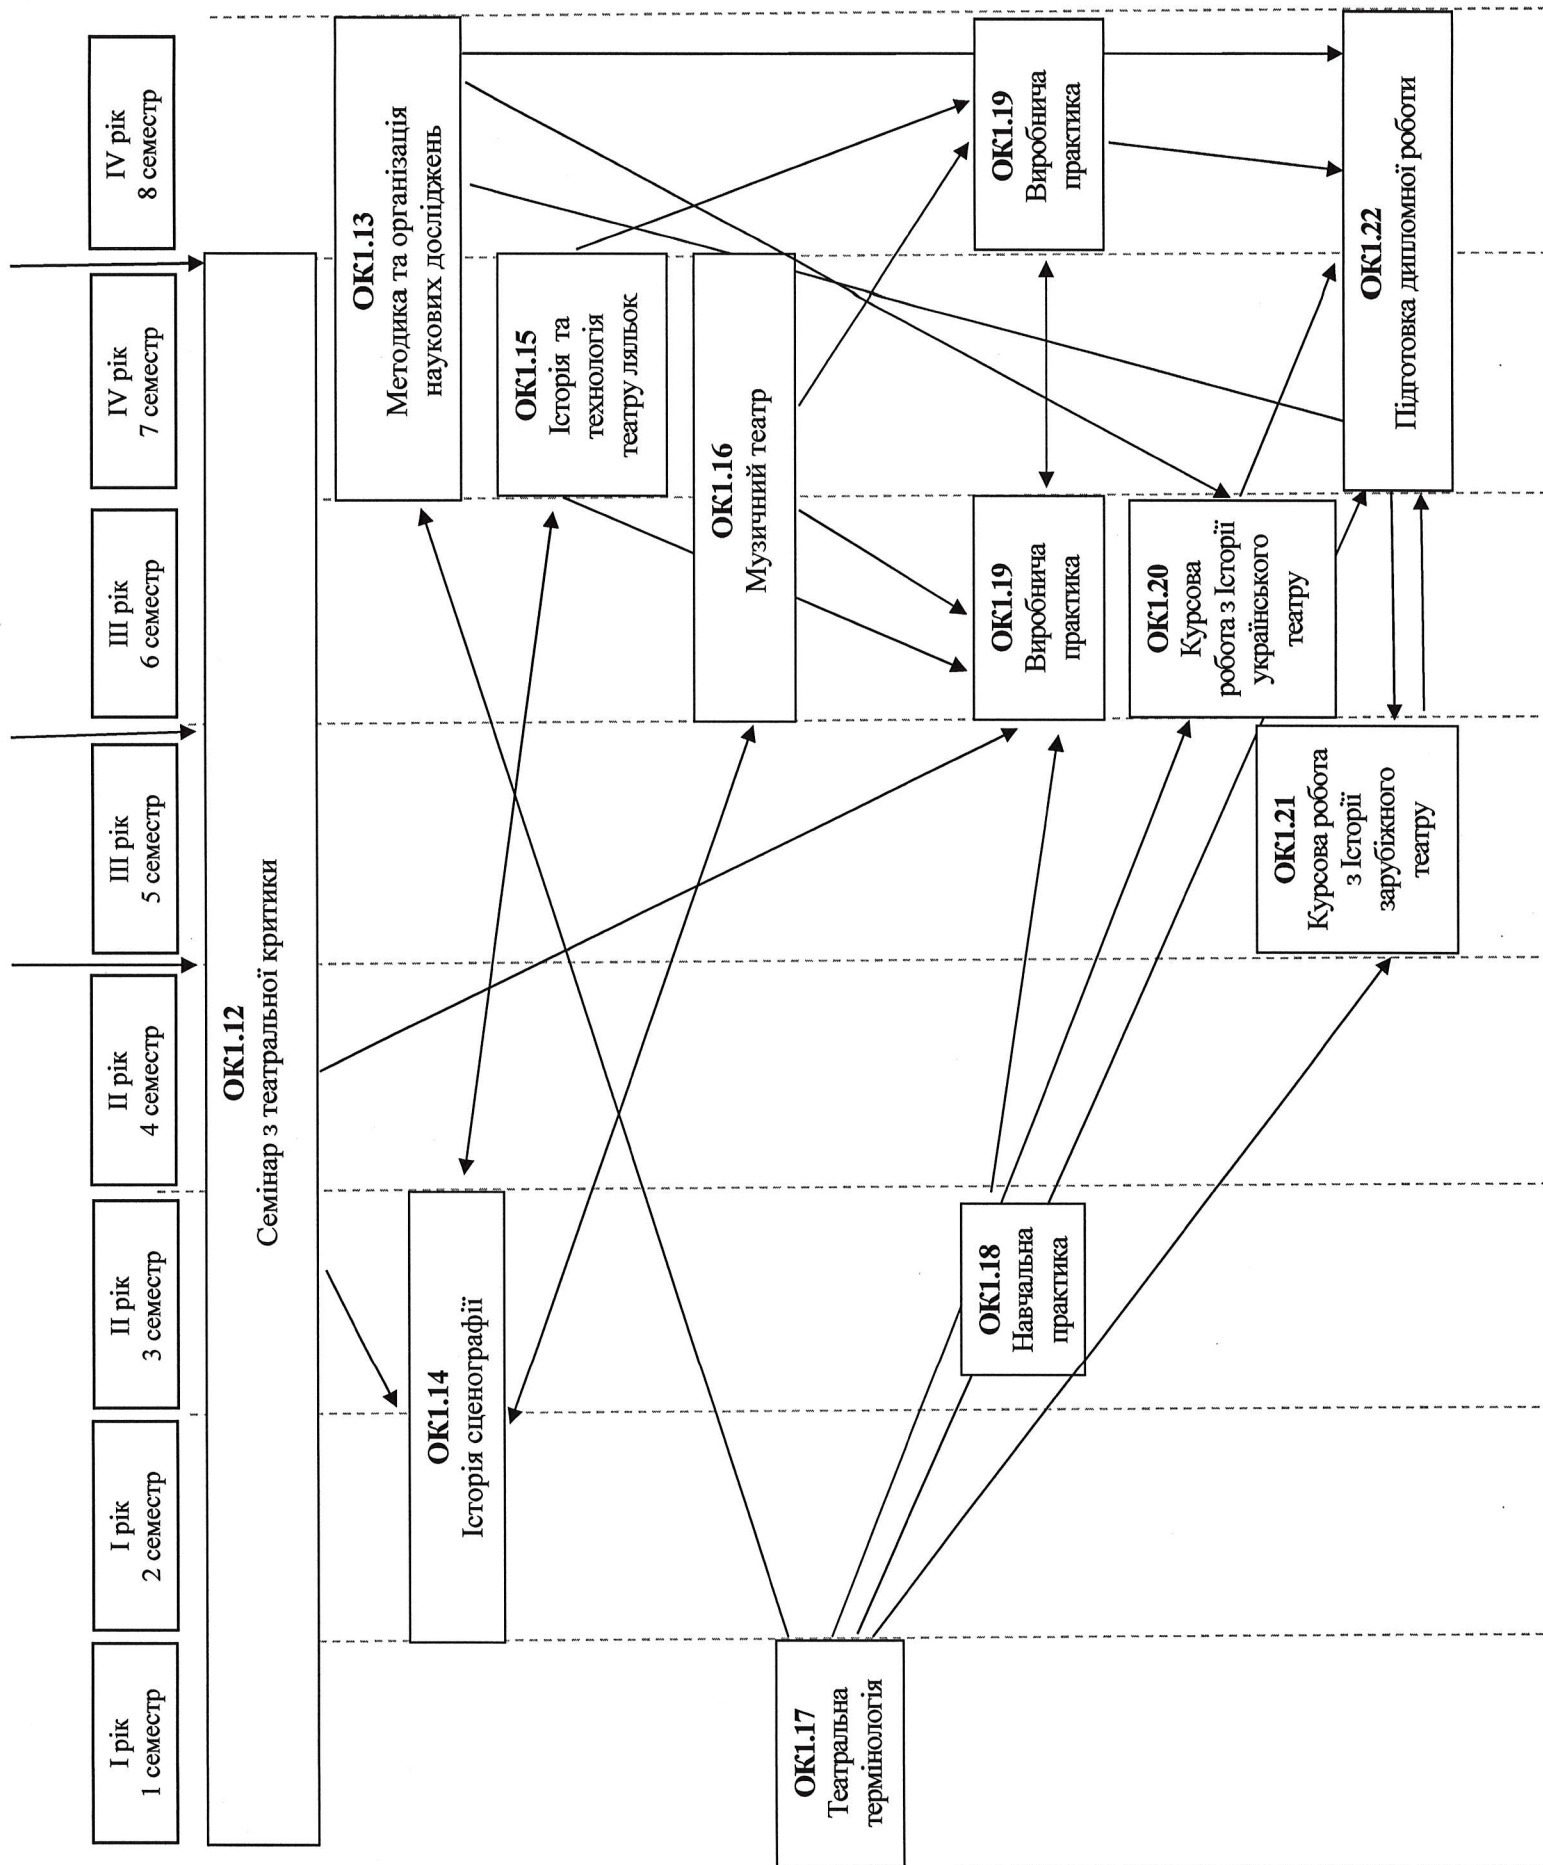 I рік
1 семестр
I рік
2 семестр
II рік
3 семестр
II рік
4 семестр
III рік
5 семестр
III рік
6 семестр
IV рік
7 семестр
IV рік
8 семестр
ОК1.12
Семінар з театральної критики
ОК1.13
Методика та організація
наукових досліджень
ОК1.14
Історія сценографії
ОК1.15
Історія та
технологія
театру ляльок
ОК1.16
Музичний театр
ОК1.17
Театральна
термінологія
ОК1.18
Навчальна
практика
ОК1.19
Виробнича
практика
ОК1.19
Виробнича
практика
ОК1.20
Курсова
робота з Історії
українського
театру
ОК1.21
Курсова робота
з Історії
зарубіжного
театру
ОК1.22
Підготовка дипломної роботи